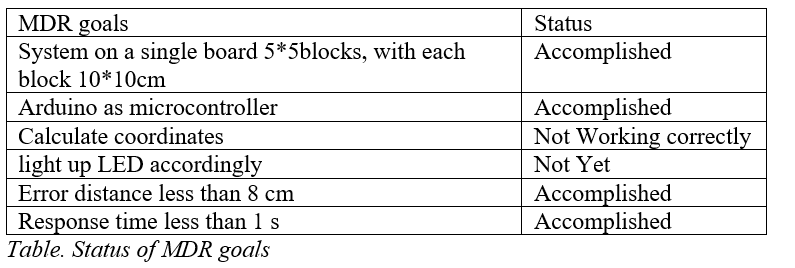 MDR goals Status
System on a single board 5*5blocks, with each Accomplished
block 10*10cm
Arduino as microcontroller Accomplished
Calculate coordinates Not Working correctly
light up LED accordingly Not Yet
Error distance less than 8 cm Accomplished
Response time less than 1 s Accomplished
Table. Status of MDR goals